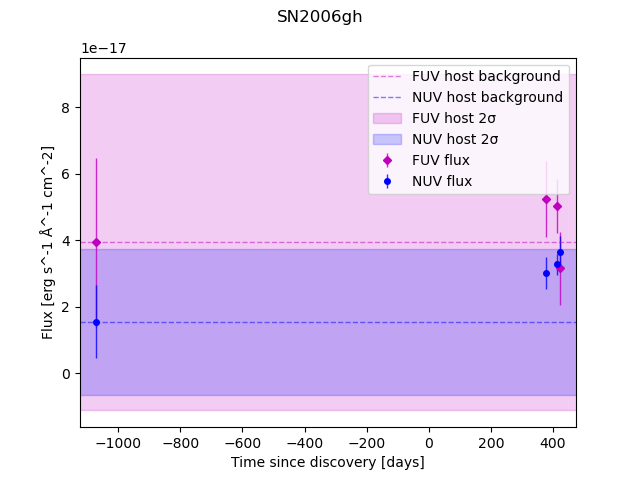 SN2006gh
1e−17
FUV host background
NUV host background
FUV host 2σ
NUV host 2σ
FUV flux
NUV flux
8
6
4
2
0
Flux [erg s^-1 Å^-1 cm^-2]
−1000 −800 −600 −400 −200 0 200 400
Time since discovery [days]